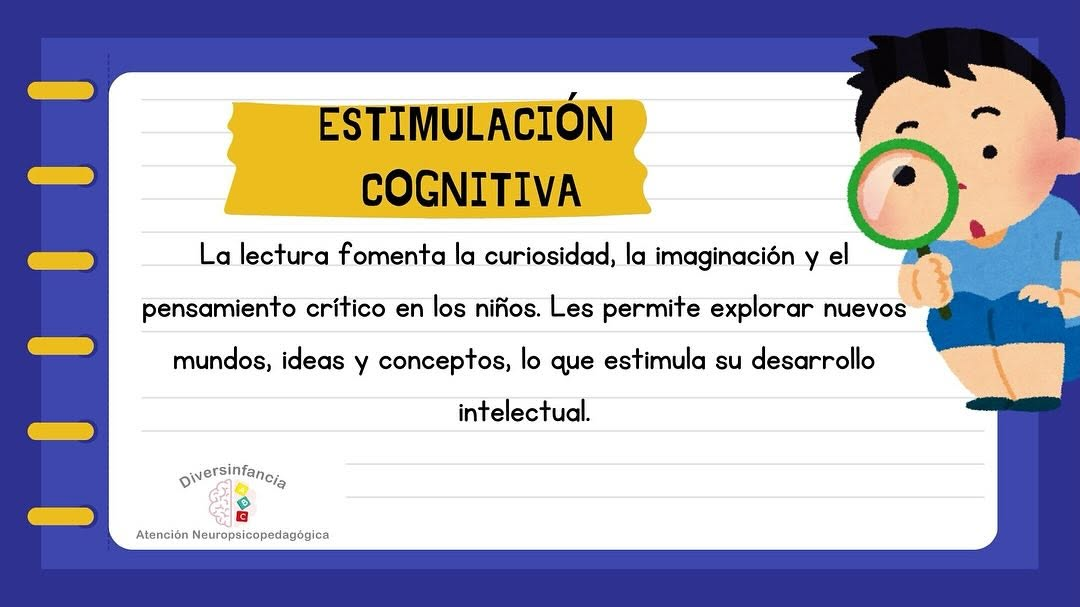 ESTIMULACIÓN
COGNITIVA
La lectura fomenta la curiosidad, la imaginación y el
pensamiento crítico en los niños. Les permite explorar nuevos
mundos, ideas y conceptos, lo que estimula su desarrollo
intelectual.
Diversinfancia
A
B
C
Atención Neuropsicopedagógica